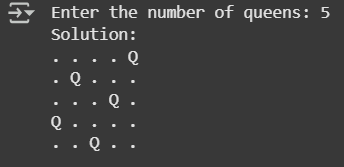 Enter the number of queens: 5
Solution:
. . . . Q
. Q . . .
. . . Q .
Q . . . .
. . Q . .